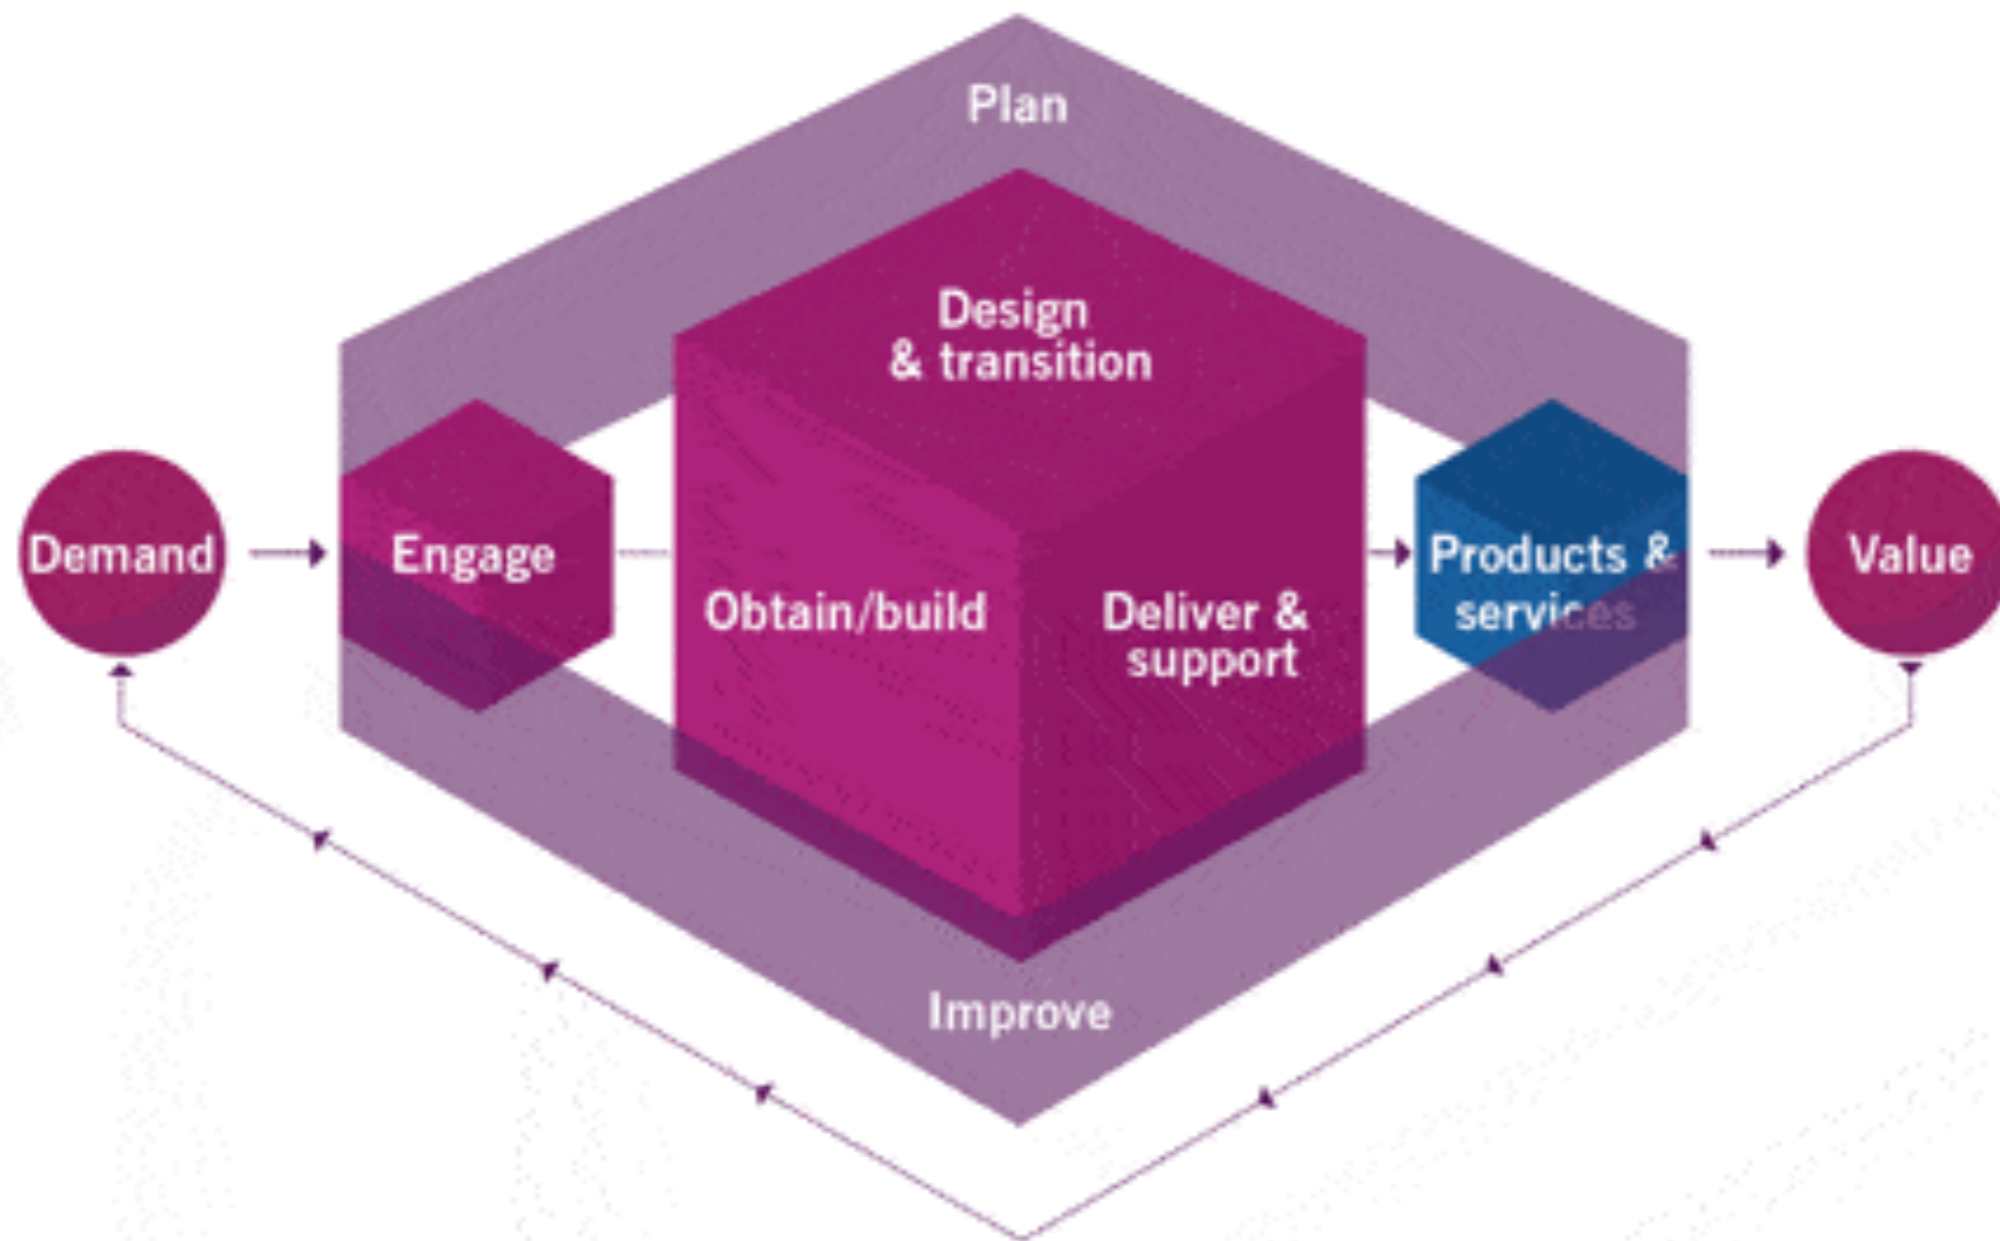 Plan
Design
& transition
Demand
Engage
Obtain/build
Deliver &
support
Products &
services
Value
Improve